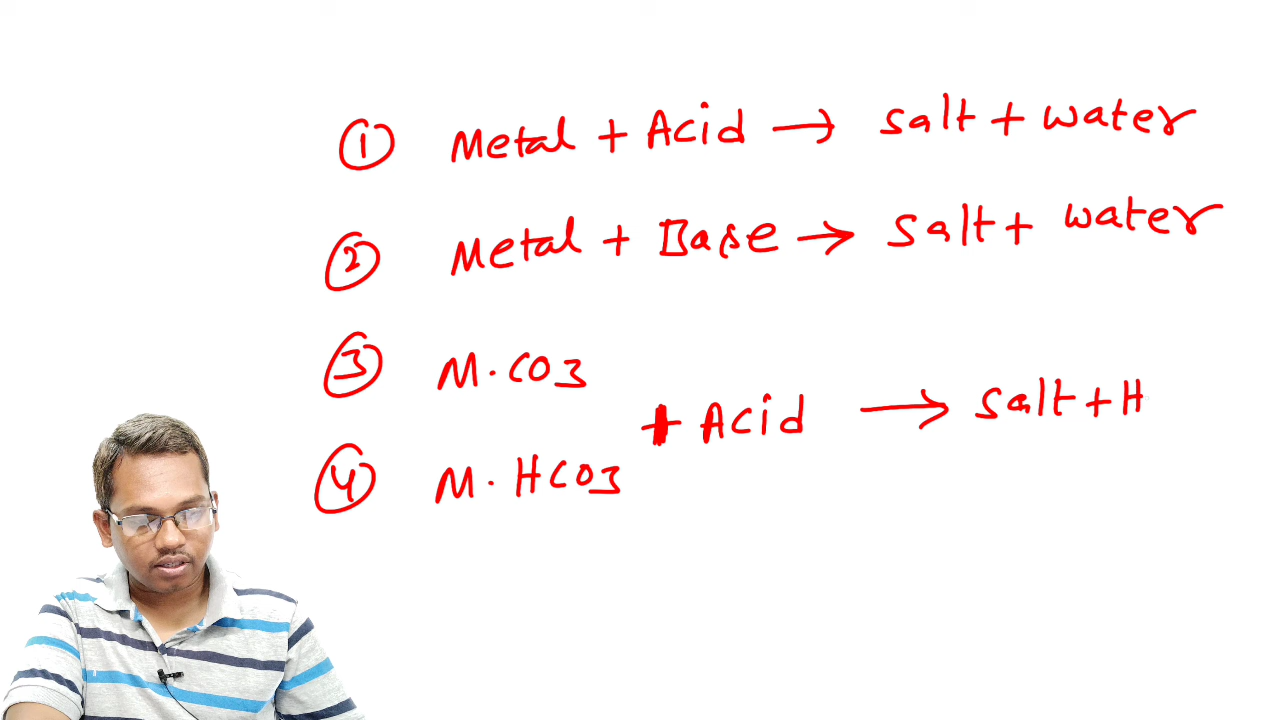 ① Metal + Acid → salt + water
② Metal + Base → salt + water
③ M.CO3
+ Acid → salt + H
④ M.HCO3